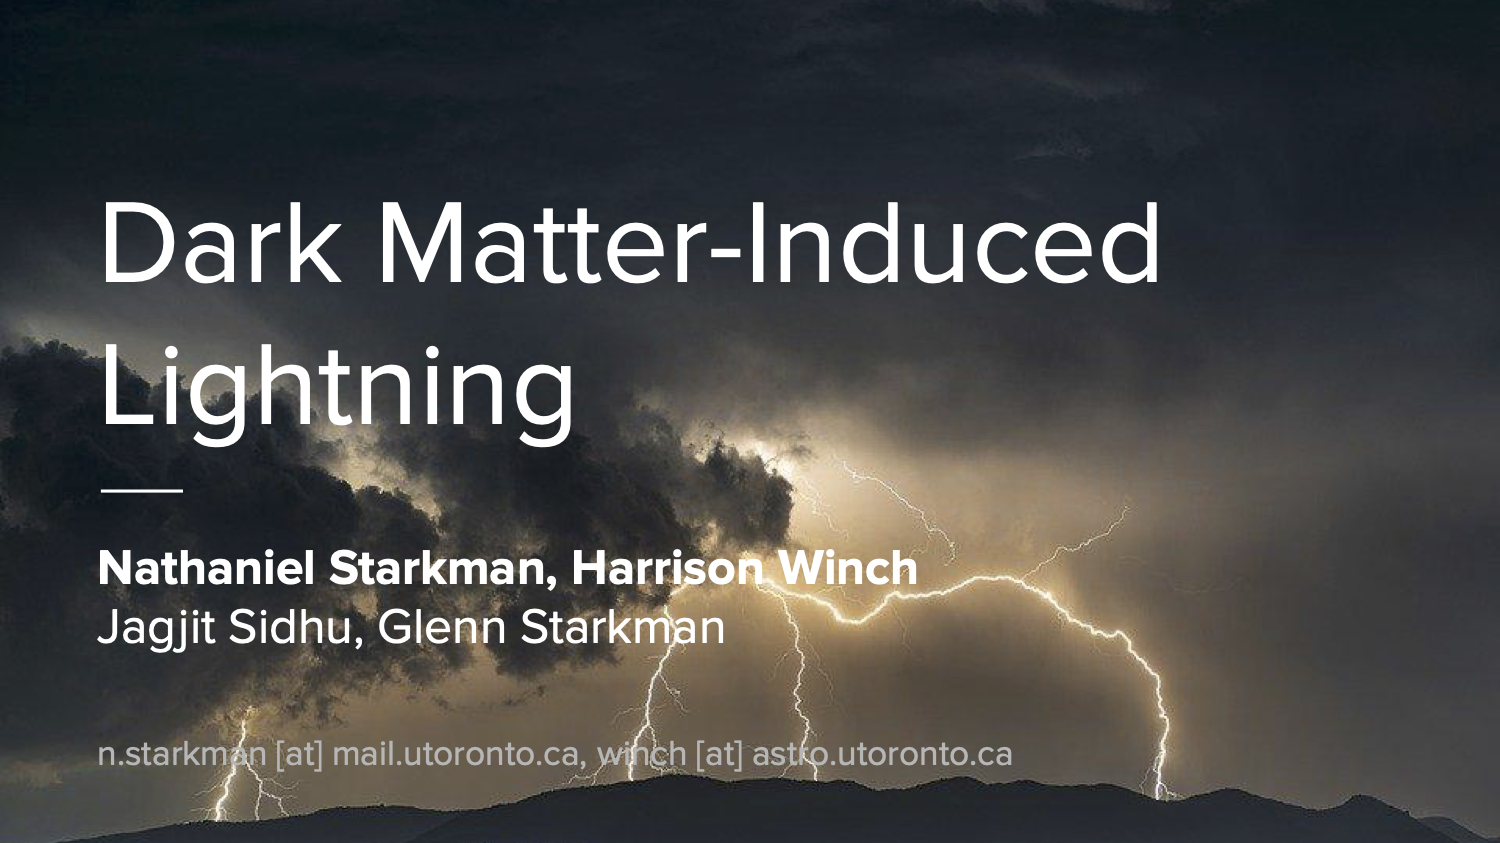 Dark Matter-Induced
Lightning
Nathaniel Starkman, Harrison Winch
Jagjit Sidhu, Glenn Starkman
n.starkman [at] mail.utoronto.ca, winch [at] astro.utoronto.ca